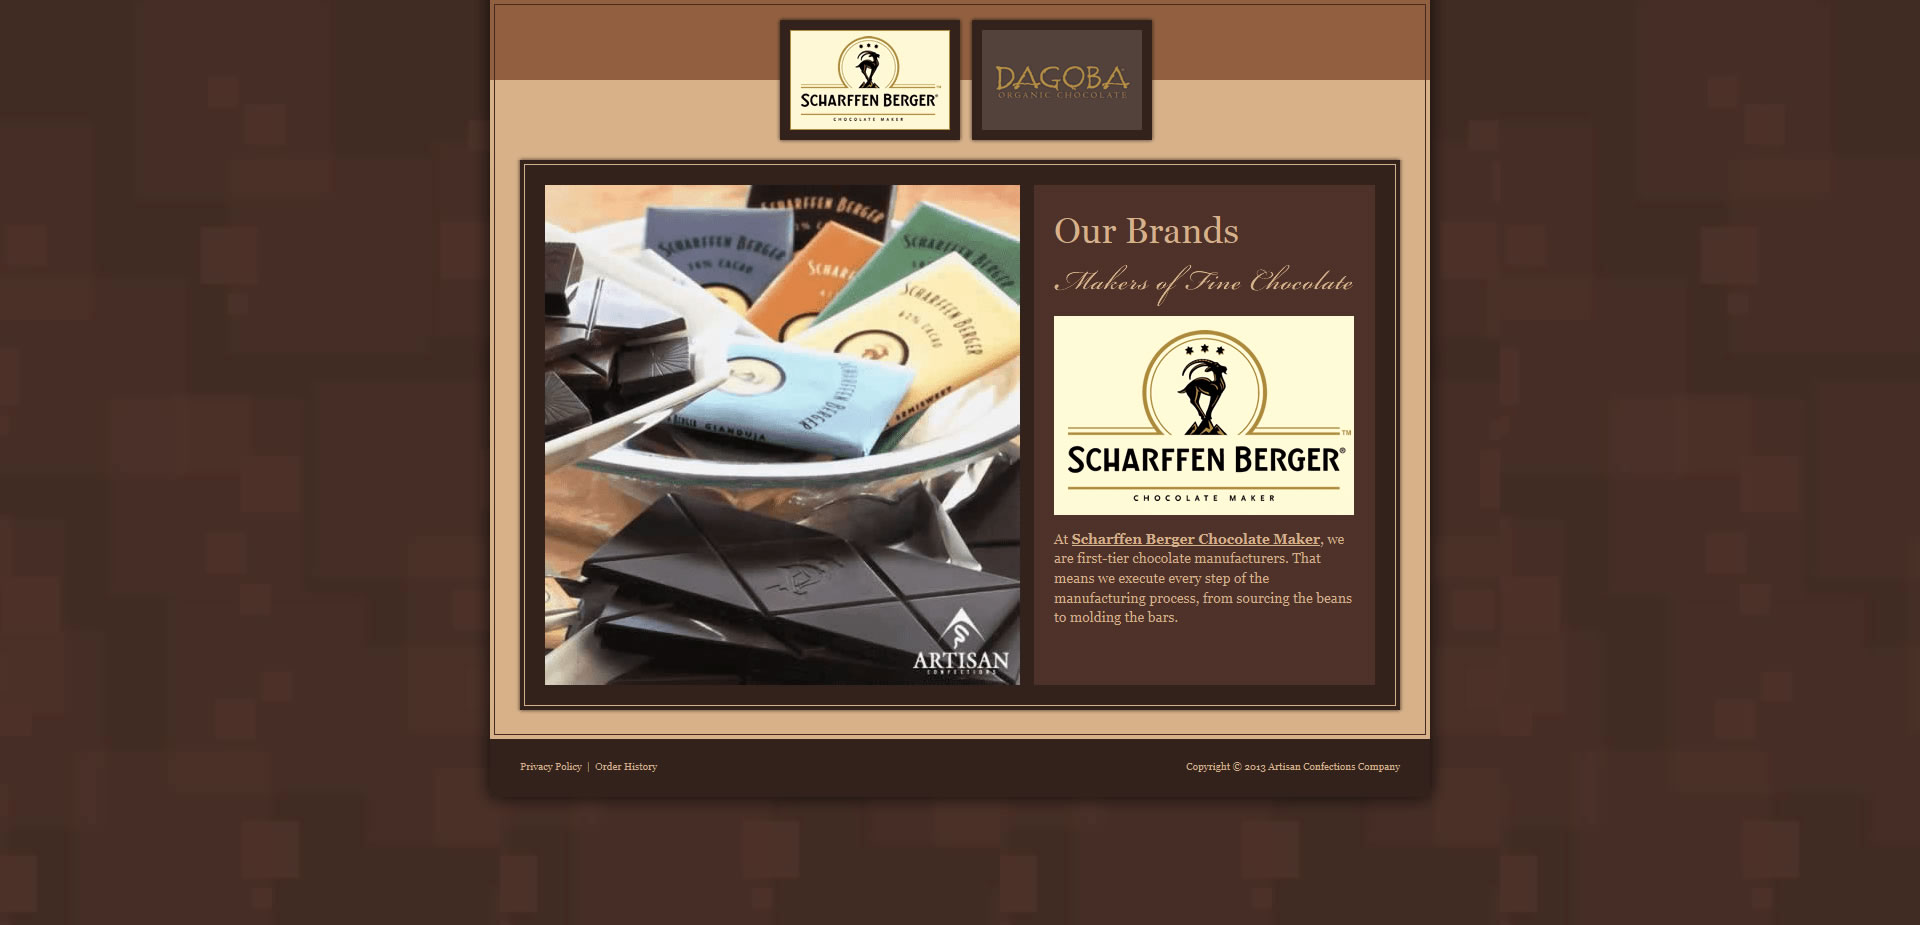 SCHARFFEN BERGER®
CHOCOLATE MAKER
DAGOBA
ORGANIC CHOCOLATE
SCHARFFEN BERGER
SCHARFFEN BERGER
70% CACAO
SCHARFFEN BERGER
SCHARFFEN BERGER
62% CACAO
SEMISWEET
SCHARFFEN BERGER
BERGER GIANDUJA
ARTISAN
CONFECTIONS
Our Brands
Makers of Fine Chocolate
TM
SCHARFFEN BERGER®
CHOCOLATE MAKER
At Scharffen Berger Chocolate Maker, we
are first-tier chocolate manufacturers. That
means we execute every step of the
manufacturing process, from sourcing the beans
to molding the bars.
Privacy Policy | Order History
Copyright © 2013 Artisan Confections Company